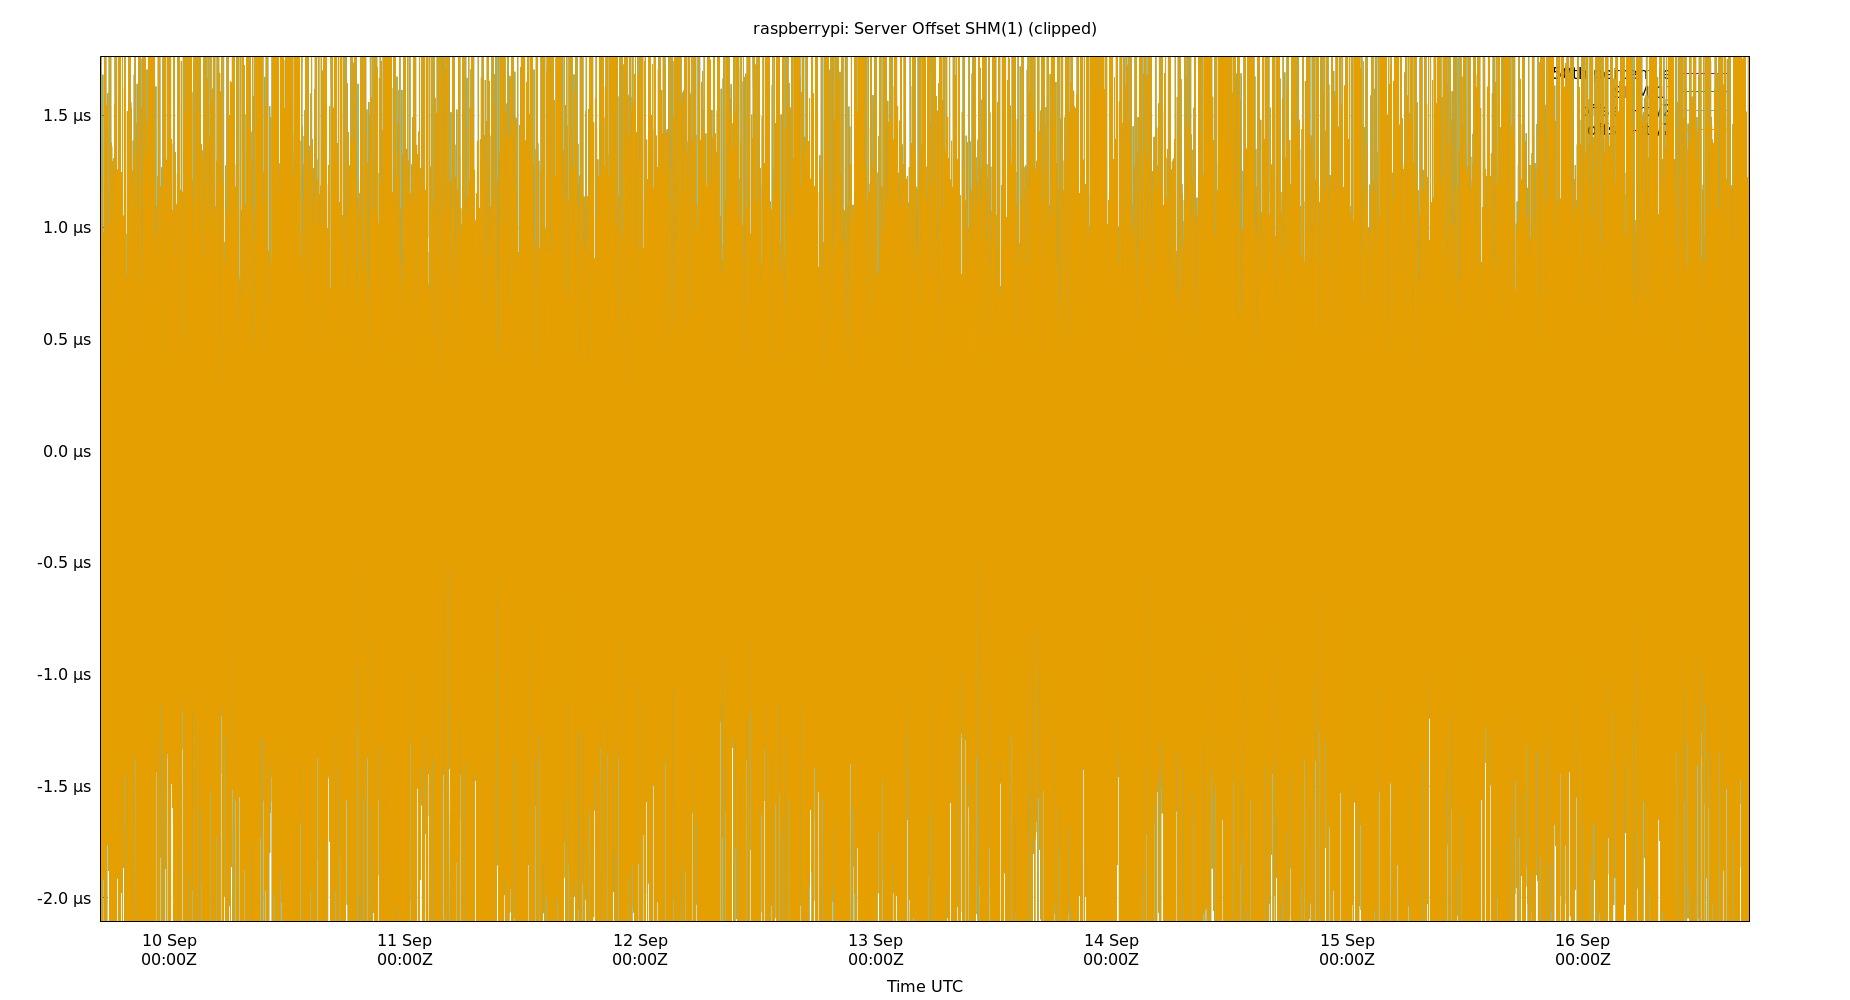 raspberrypi: Server Offset SHM(1) (clipped)
1.5 µs
1.0 µs
0.5 µs
0.0 µs
-0.5 µs
-1.0 µs
-1.5 µs
-2.0 µs
10 Sep 11 Sep 12 Sep 13 Sep 14 Sep 15 Sep 16 Sep
00:00Z 00:00Z 00:00Z 00:00Z 00:00Z 00:00Z 00:00Z
Time UTC